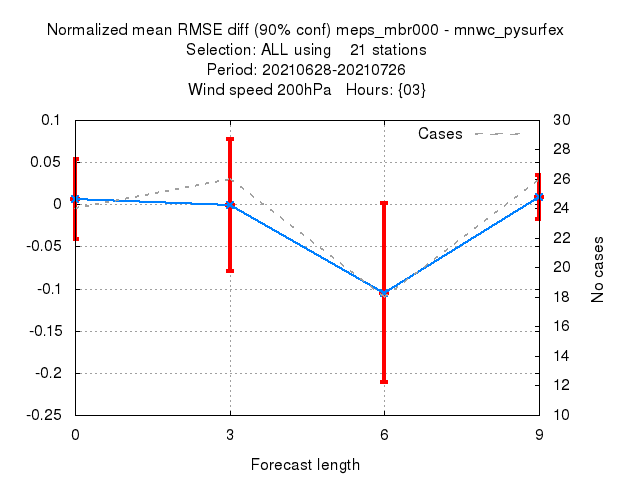 Normalized mean RMSE diff (90% conf) meps_mbr000 - mnwc_pysurfex
Selection: ALL using    21 stations
Period: 20210628-20210726
Wind speed 200hPa   Hours: {03}
Cases
0.1
0.05
0
-0.05
-0.1
-0.15
-0.2
-0.25
30
28
26
24
22
20
18
16
14
12
10
No cases
0 3 6 9
Forecast length